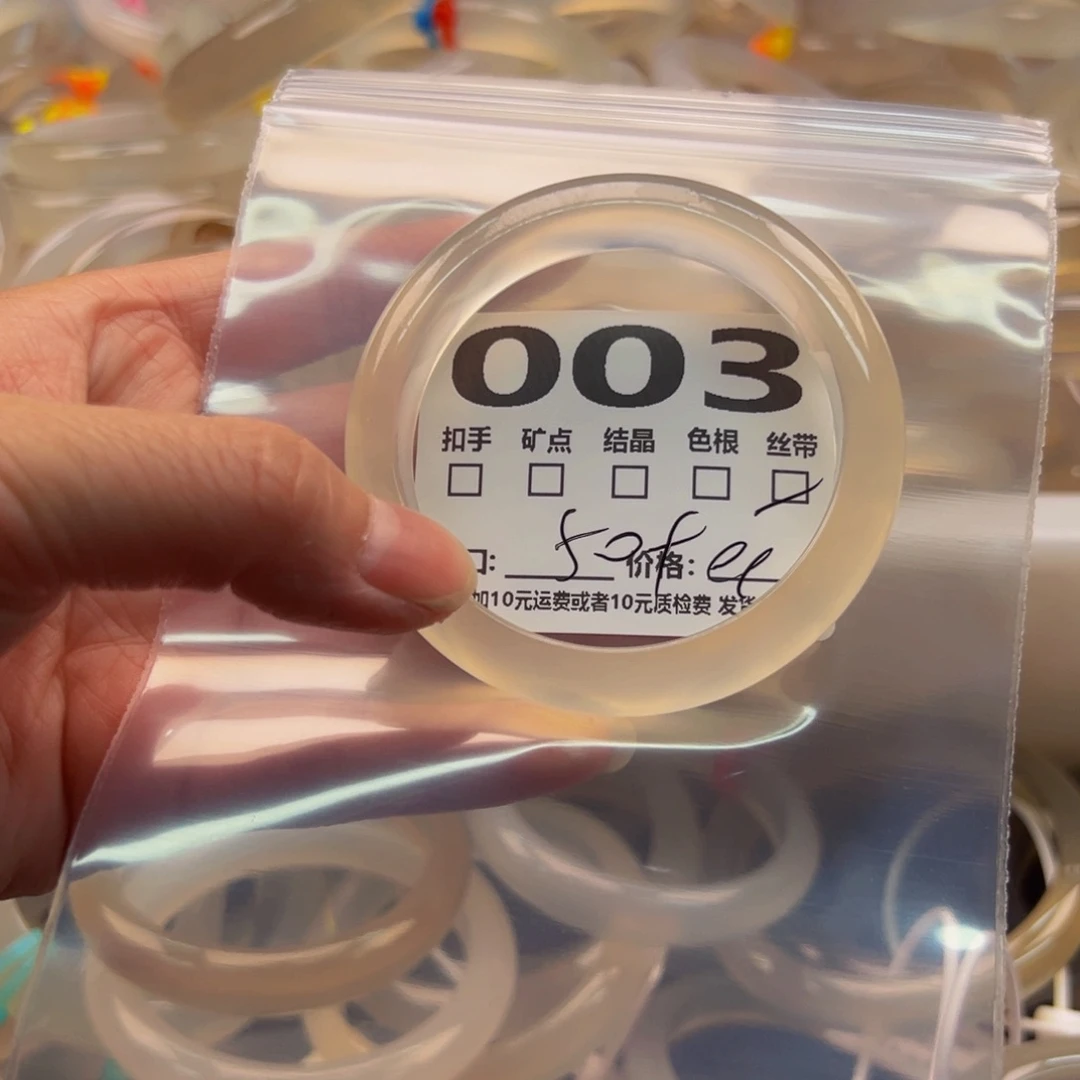 003
扣手 矿点 结晶 色根 丝带
口: 价格:
加10元运费或者10元质检费 发货